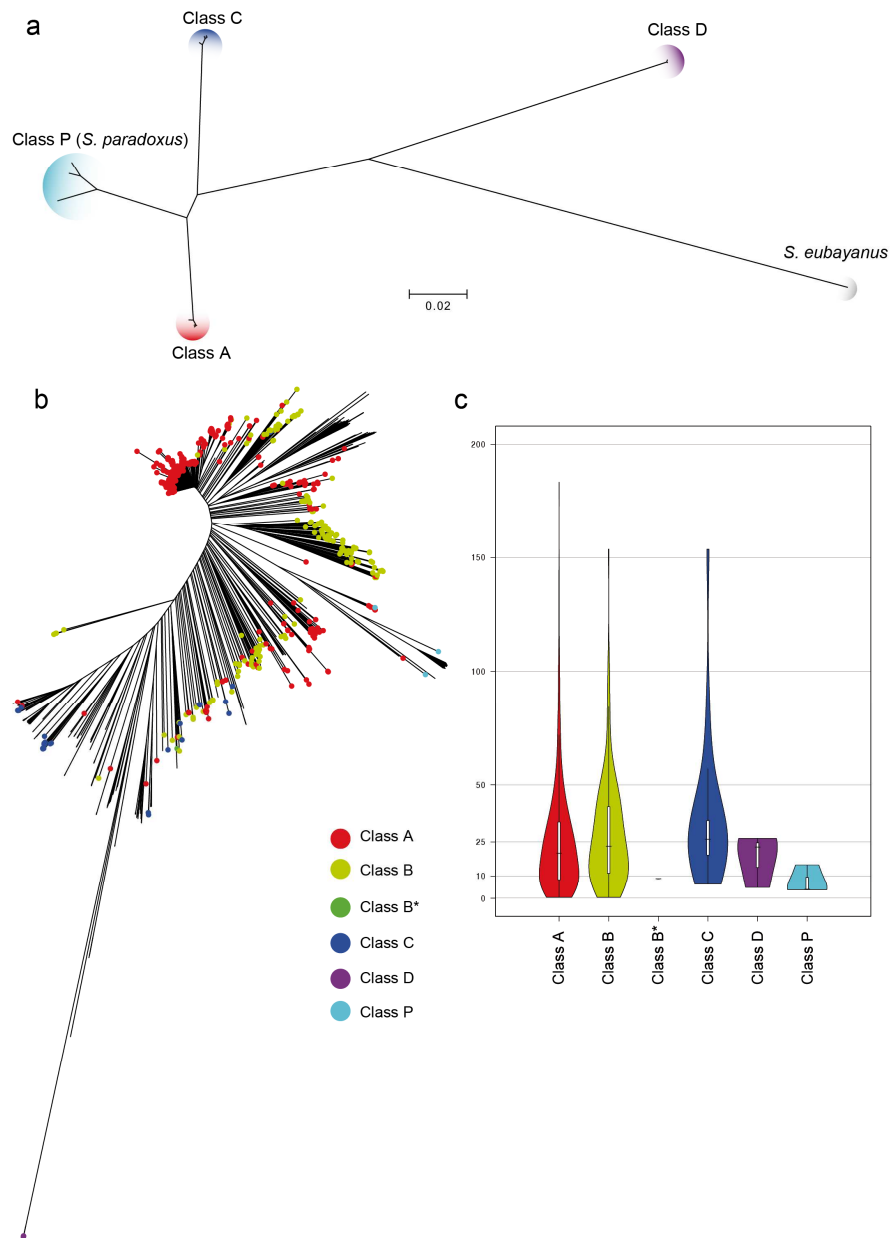 a
Class C
Class D
Class P (S. paradoxus)
S. eubayanus
0.02
Class A
b
c
200
150
100
50
25
10
0
Class A
Class B
Class B*
Class C
Class D
Class P
Class A
Class B
Class B*
Class C
Class D
Class P